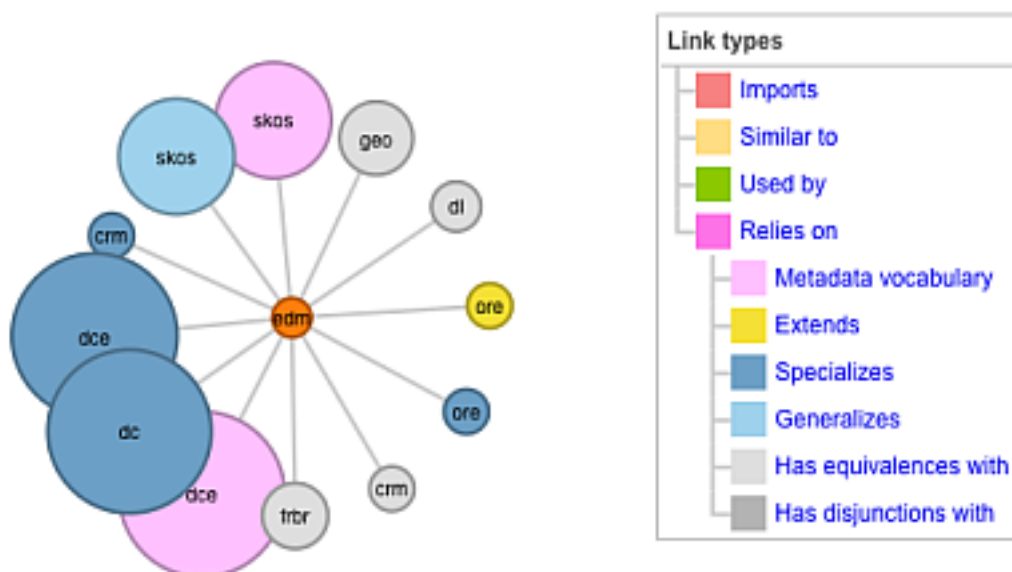 skos
skos
geo
dl
crm
ore
edm
dce
ore
dc
dce
crm
frbr
Link types
Imports
Similar to
Used by
Relies on
Metadata vocabulary
Extends
Specializes
Generalizes
Has equivalences with
Has disjunctions with